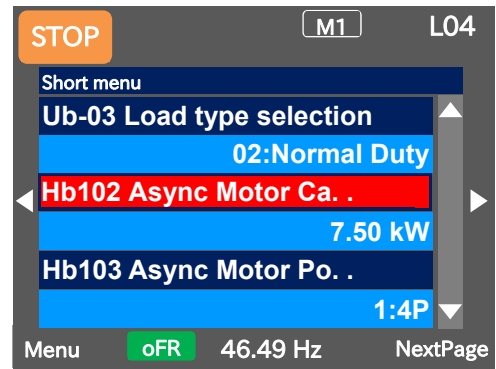 STOP M1 L04
Short menu
Ub-03 Load type selection
02:Normal Duty
Hb102 Async Motor Ca. .
7.50 kW
Hb103 Async Motor Po. .
1:4P
Menu oFR 46.49 Hz NextPage